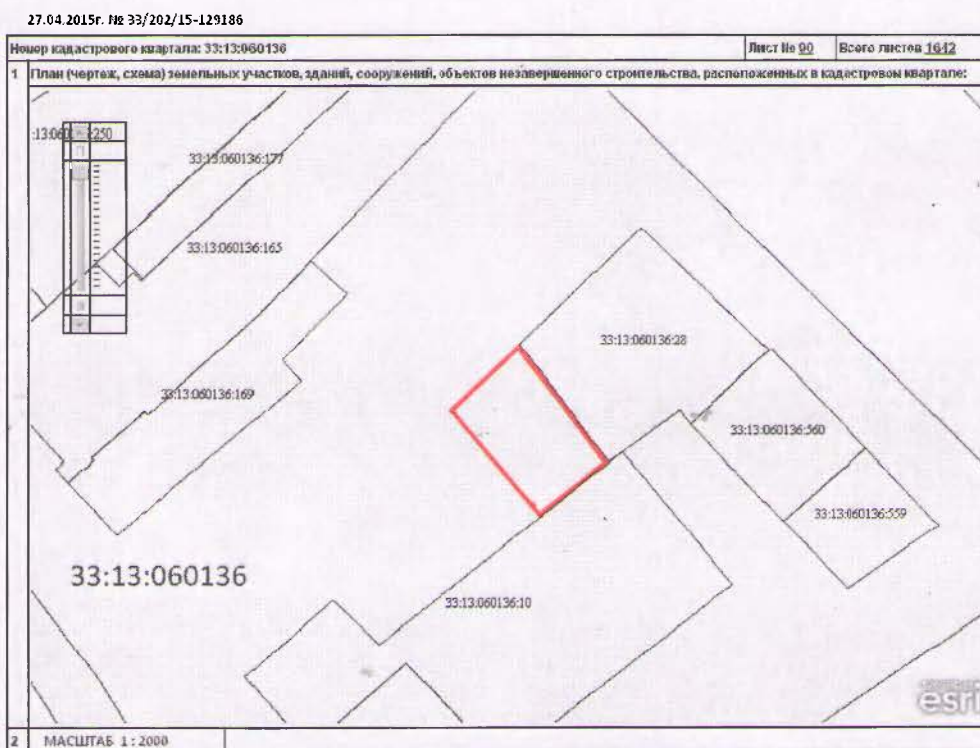 27.04.2015г. № 33/202/15-129186
Номер кадастрового квартала: 33:13:060136 Лист № 90 Всего листов 1642
1 План (чертеж, схема) земельных участков, зданий, сооружений, объектов незавершенного строительства, расположенных в кадастровом квартале:
33:13:060136:177
33:13:060136:165
33:13:060136:28
33:13:060136:169
33:13:060136:560
33:13:060136:559
33:13:060136
33:13:060136:10
esri
2 МАСШТАБ 1:2000